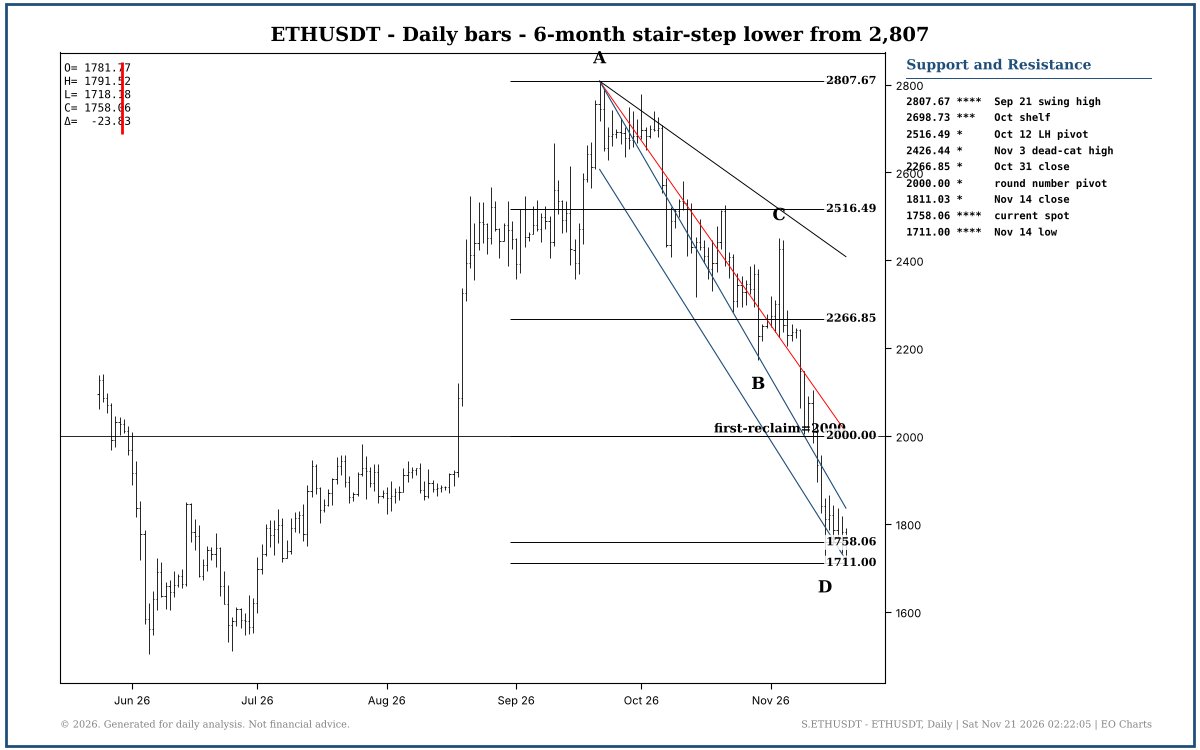 ETHUSDT - Daily bars - 6-month stair-step lower from 2,807
O= 1781.77
H= 1791.52
L= 1718.18
C= 1758.06
Δ= -23.83
A
2807.67
2800
2600
2516.49
C
2400
2266.85
2200
B
first-reclaim=2000
2000.00
2000
1800
1758.06
1711.00
D
1600
Jun 26
Jul 26
Aug 26
Sep 26
Oct 26
Nov 26
Support and Resistance
2807.67 **** Sep 21 swing high
2698.73 *** Oct shelf
2516.49 * Oct 12 LH pivot
2426.44 * Nov 3 dead-cat high
2266.85 * Oct 31 close
2000.00 * round number pivot
1811.03 * Nov 14 close
1758.06 **** current spot
1711.00 **** Nov 14 low
© 2026. Generated for daily analysis. Not financial advice.
S.ETHUSDT - ETHUSDT, Daily | Sat Nov 21 2026 02:22:05 | EO Charts